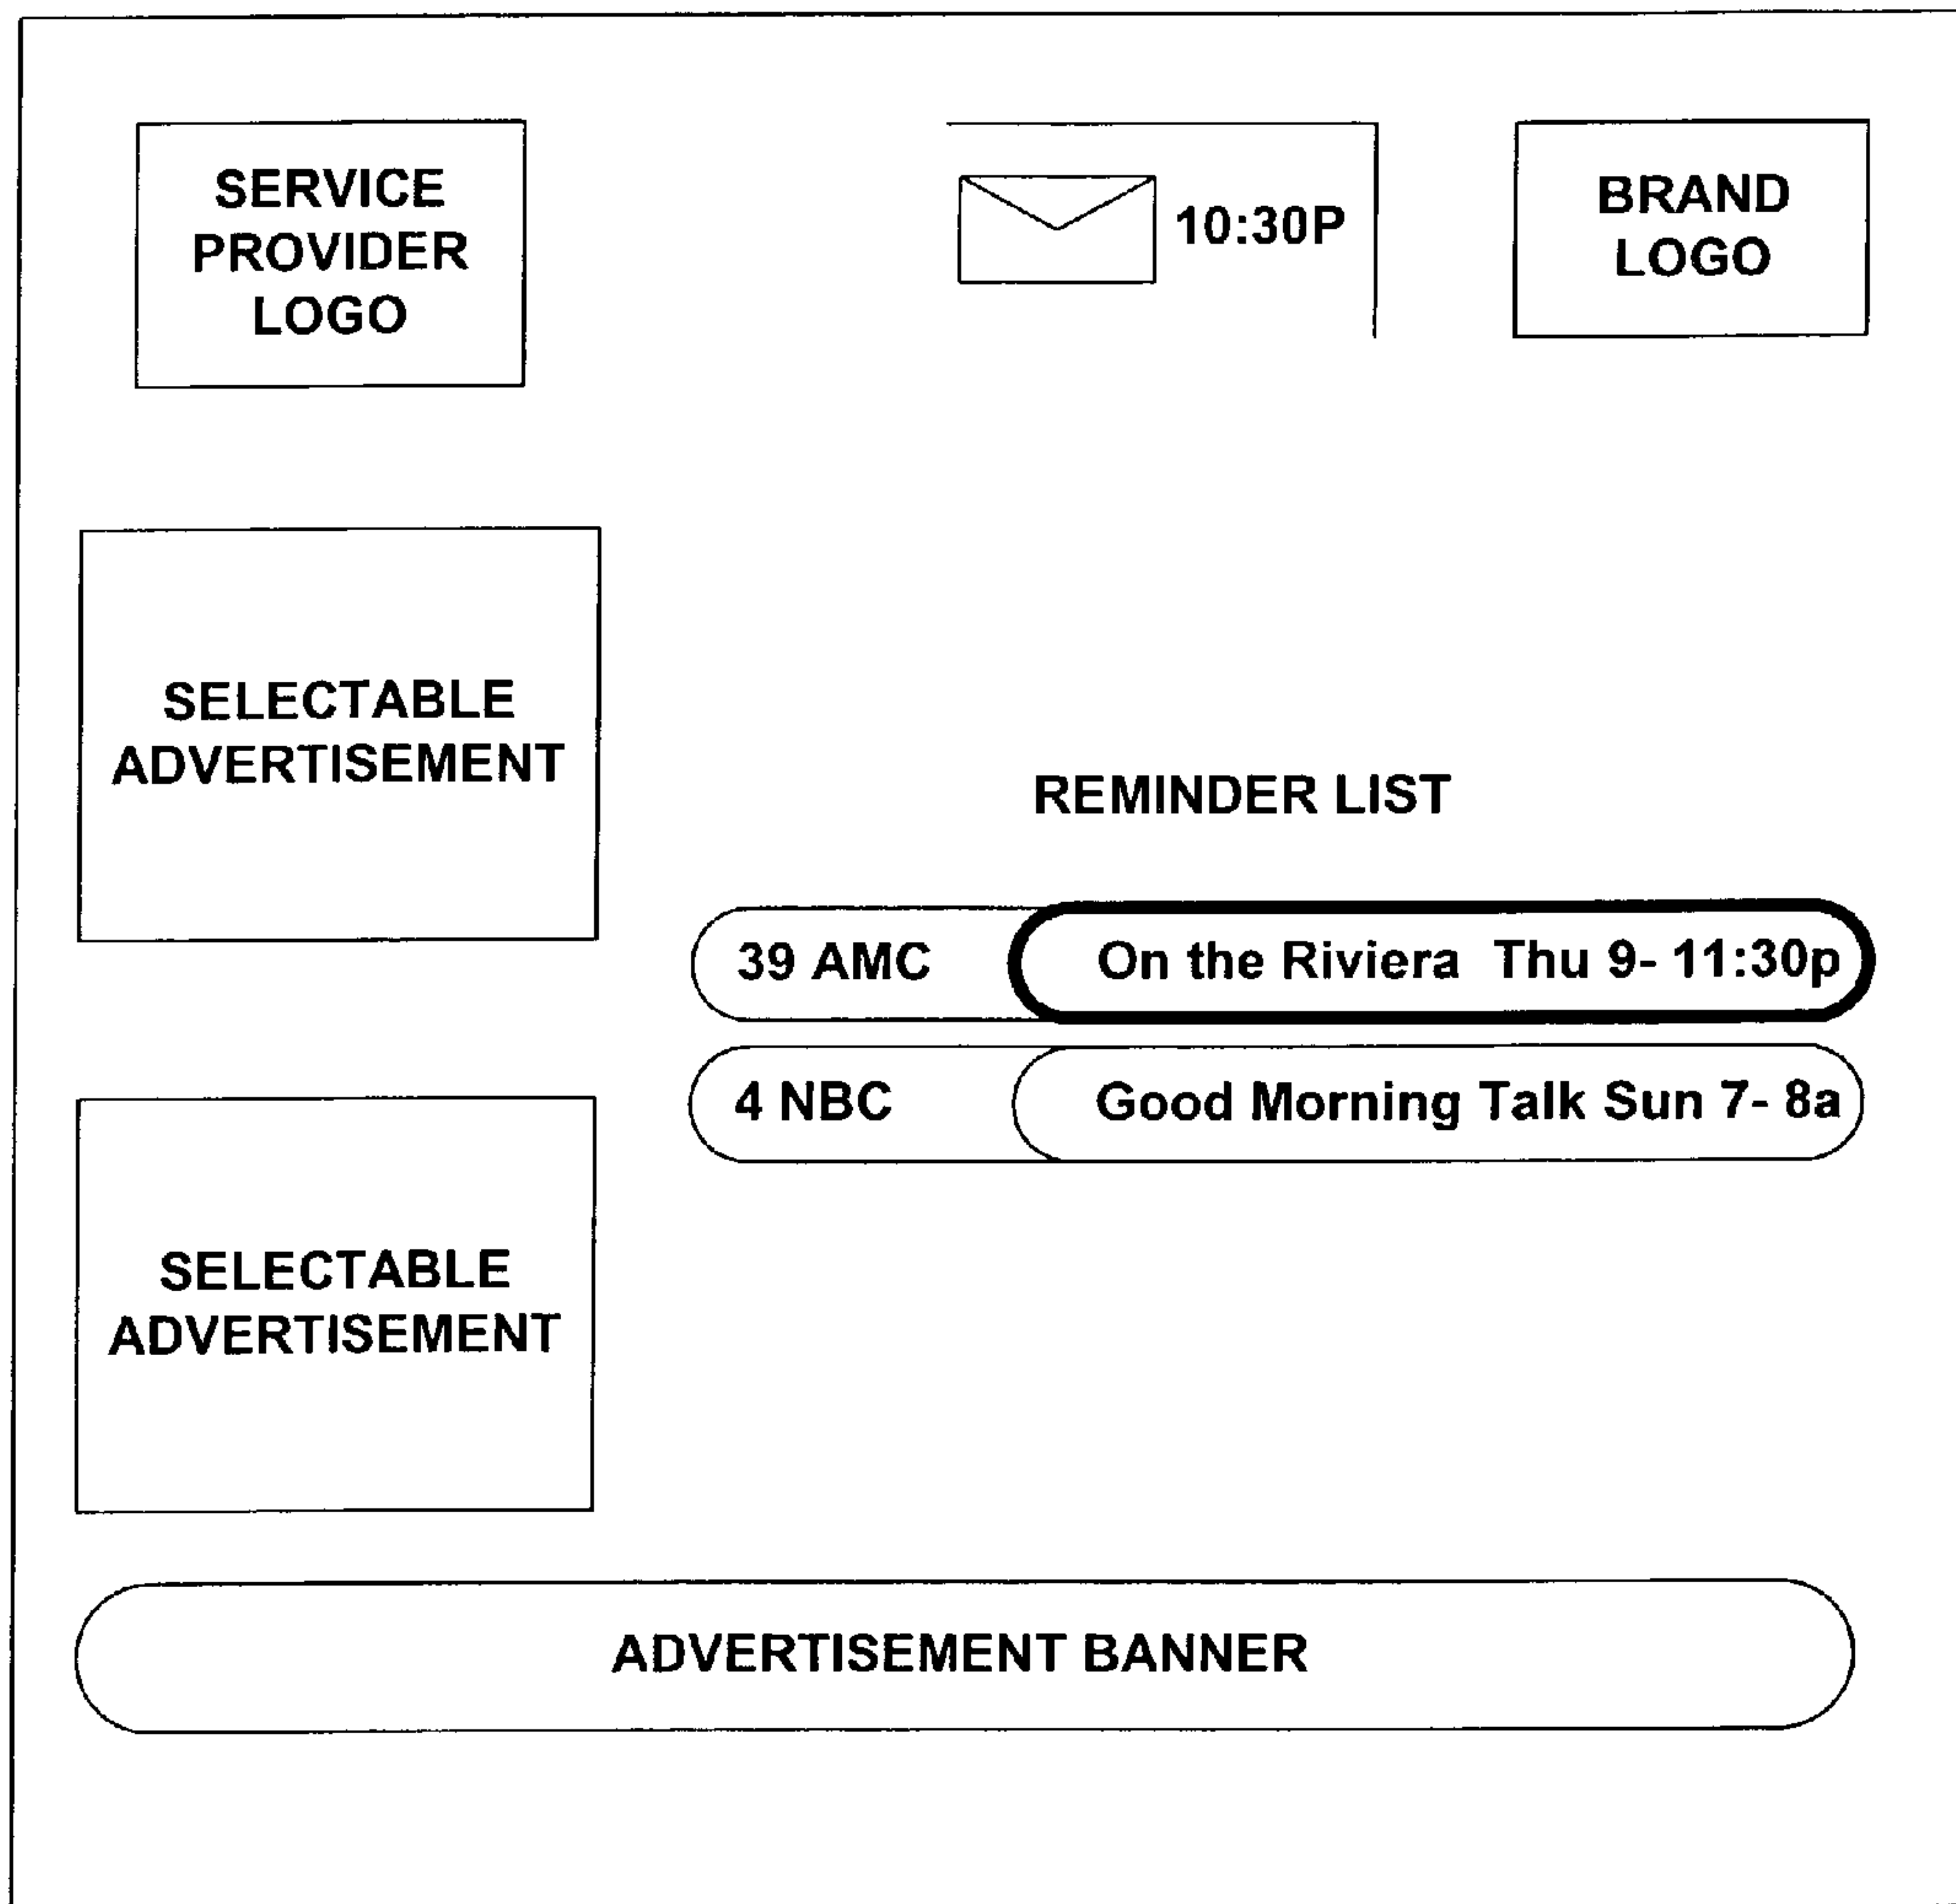 SERVICE
PROVIDER
LOGO
10:30P
BRAND
LOGO
SELECTABLE
ADVERTISEMENT
REMINDER LIST
39 AMC On the Riviera Thu 9- 11:30p
4 NBC Good Morning Talk Sun 7- 8a
SELECTABLE
ADVERTISEMENT
ADVERTISEMENT BANNER